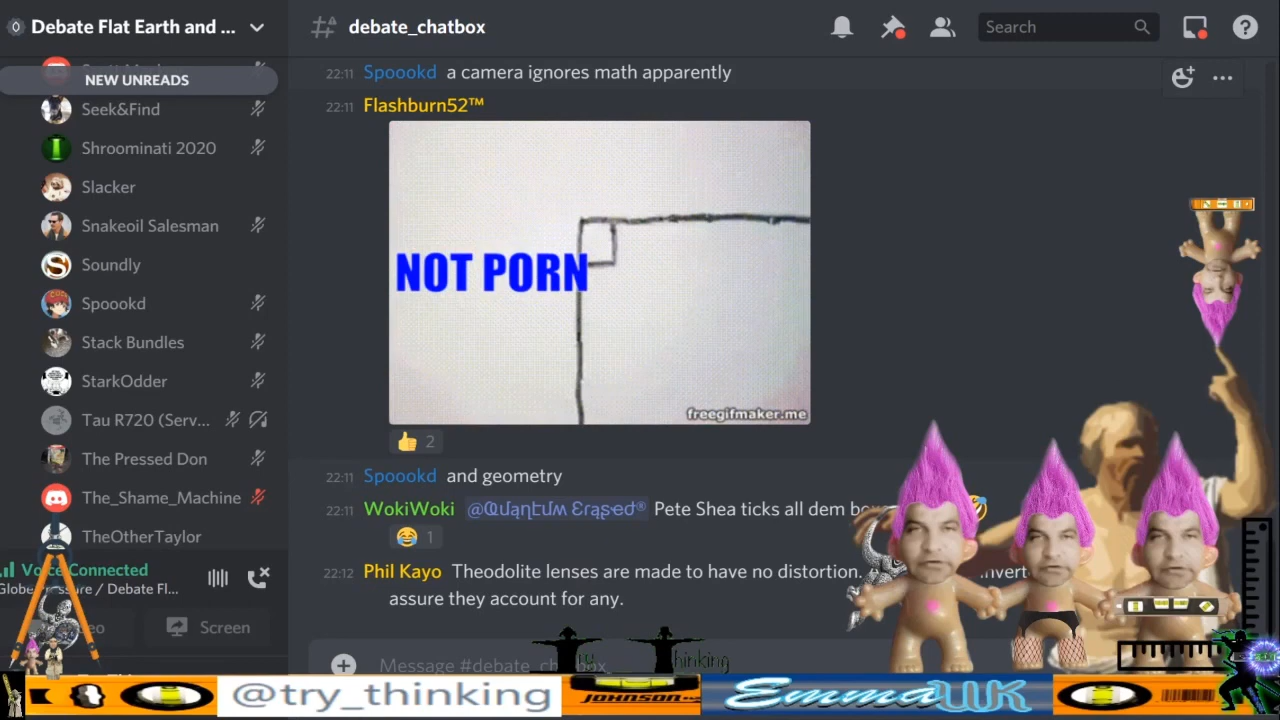 Debate Flat Earth and ...
debate_chatbox
Search
NEW UNREADS
22:11 Spoookd a camera ignores math apparently
Seek&Find
22:11 Flashburn52™
Shroominati 2020
Slacker
Snakeoil Salesman
Soundly
Spoookd
Stack Bundles
StarkOdder
Tau R720 (Serv...
The Pressed Don
The_Shame_Machine
TheOtherTaylor
NOT PORN
freegifmaker.me
2
22:11 Spoookd and geometry
22:11 WokiWoki Pete Shea ticks all dem
1
22:12 Phil Kayo Theodolite lenses are made to have no distortion.
assure they account for any.
Connected
/ Debate Fl...
Screen
Message #debate_
@try_thinking
JOHNSON
EmmaUK